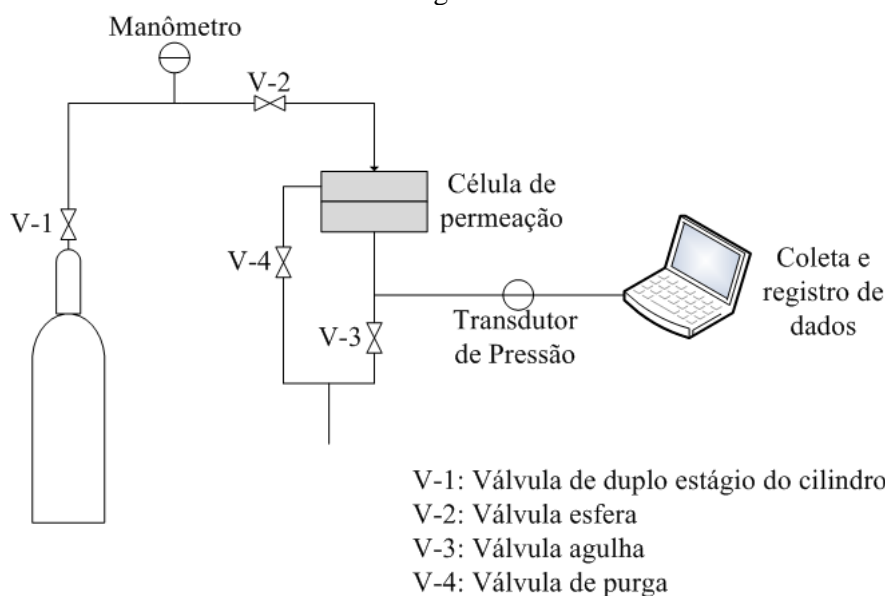 Manômetro
V-2
V-1
Célula de
permeação
V-4
Coleta e
registro de
dados
V-3
Transdutor
de Pressão
V-1: Válvula de duplo estágio do cilindro
V-2: Válvula esfera
V-3: Válvula agulha
V-4: Válvula de purga